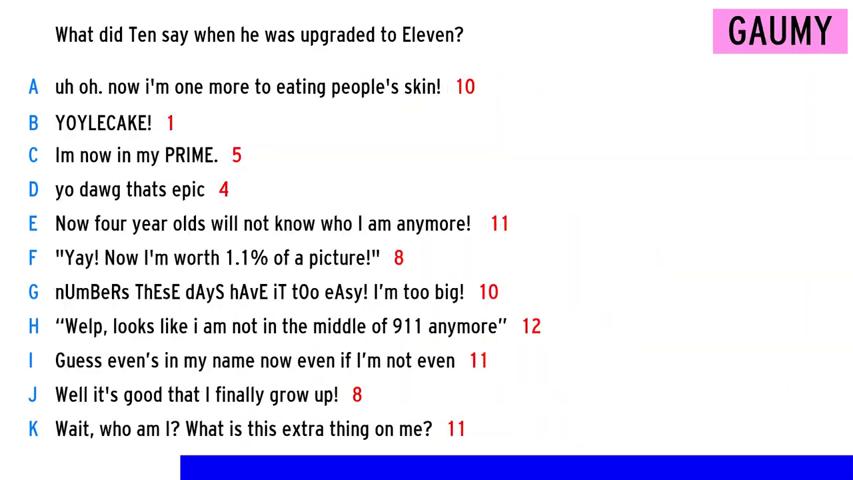 What did Ten say when he was upgraded to Eleven?
GAUMY
A uh oh. now i'm one more to eating people's skin! 10
B YOYLECAKE! 1
C Im now in my PRIME. 5
D yo dawg thats epic 4
E Now four year olds will not know who I am anymore! 11
F "Yay! Now I'm worth 1.1% of a picture!" 8
G nUmBeRs ThEsE dAyS hAvE iT tOo eAsy! I’m too big! 10
H “Welp, looks like i am not in the middle of 911 anymore” 12
I Guess even’s in my name now even if I’m not even 11
J Well it's good that I finally grow up! 8
K Wait, who am I? What is this extra thing on me? 11